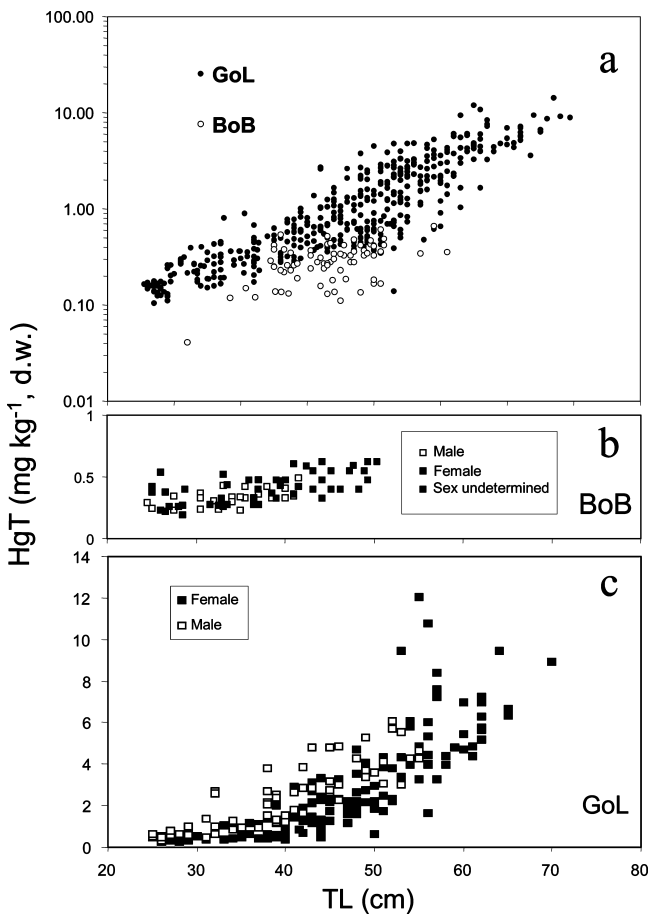 100.00
a
GoL
BoB
10.00
1.00
0.10
0.01
HgT (mg kg-1, d.w.)
1
b
Male
Female
Sex undetermined
0.5
BoB
0
14
c
Female
Male
12
10
8
6
4
GoL
2
0
20 30 40 50 60 70 80
TL (cm)